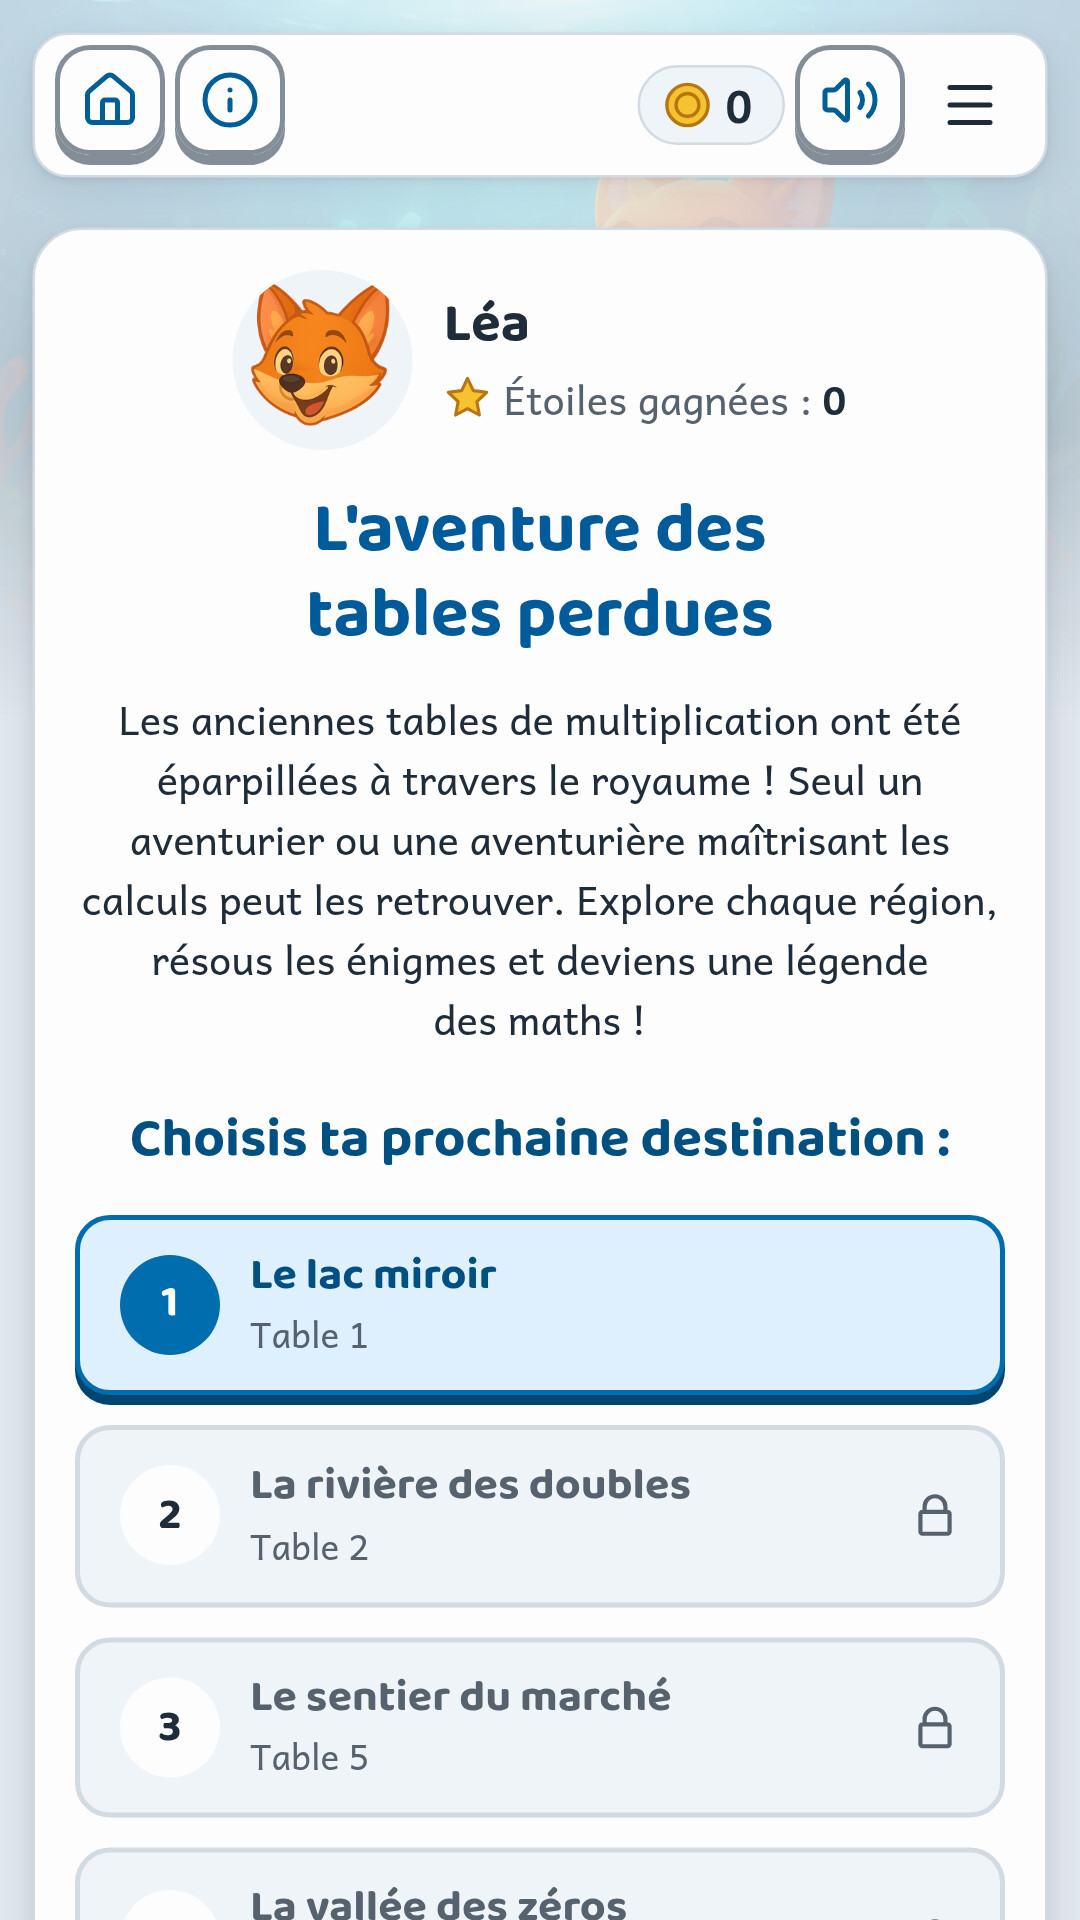 0
Léa
Étoiles gagnées : 0
L'aventure des
tables perdues
Les anciennes tables de multiplication ont été
éparpillées à travers le royaume ! Seul un
aventurier ou une aventurière maîtrisant les
calculs peut les retrouver. Explore chaque région,
résous les énigmes et deviens une légende
des maths !
Choisis ta prochaine destination :
1
Le lac miroir
Table 1
2
La rivière des doubles
Table 2
3
Le sentier du marché
Table 5
La vallée des zéros